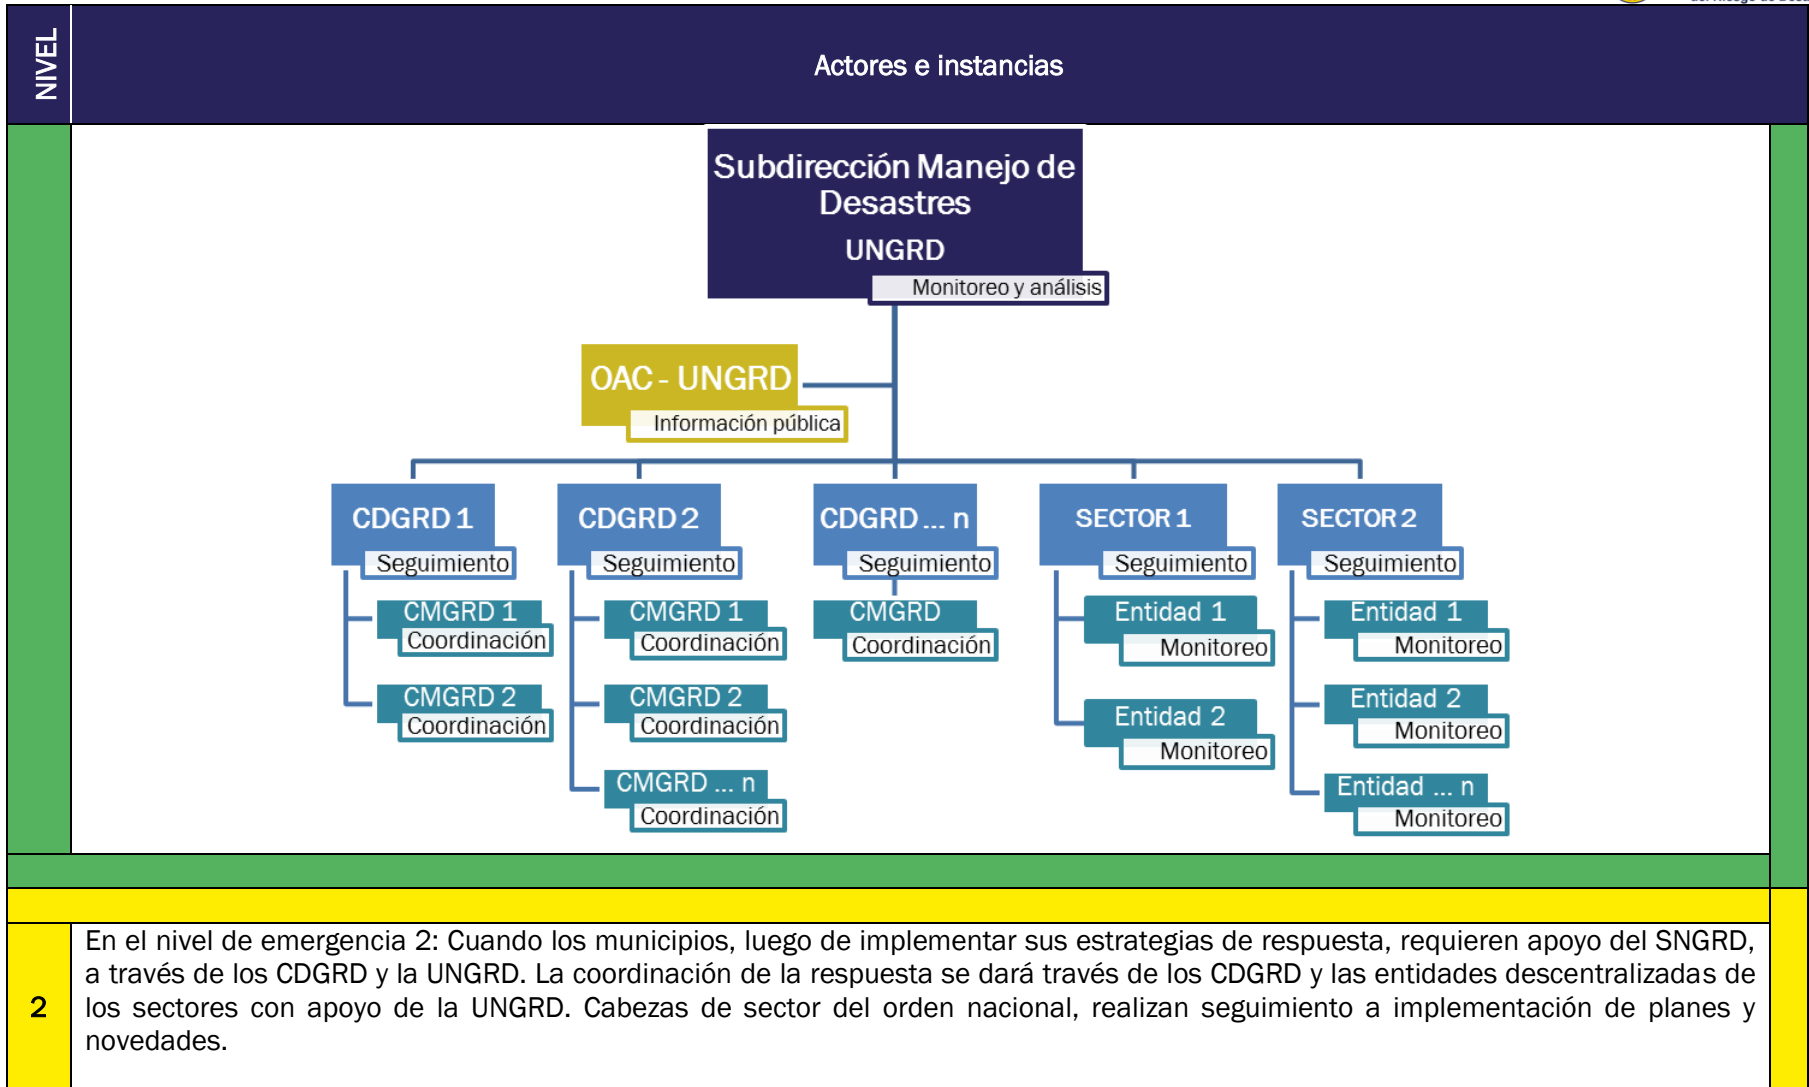 del Riesgo de Desa
NIVEL
Actores e instancias
Subdirección Manejo de
Desastres
UNGRD
Monitoreo y análisis
OAC - UNGRD
Información pública
CDGRD 1
Seguimiento
CDGRD 2
Seguimiento
CDGRD ... n
Seguimiento
SECTOR 1
Seguimiento
SECTOR 2
Seguimiento
CMGRD 1
Coordinación
CMGRD 2
Coordinación
CMGRD 1
Coordinación
CMGRD 2
Coordinación
CMGRD ... n
Coordinación
CMGRD
Coordinación
Entidad 1
Monitoreo
Entidad 2
Monitoreo
Entidad 1
Monitoreo
Entidad 2
Monitoreo
Entidad ... n
Monitoreo
2
En el nivel de emergencia 2: Cuando los municipios, luego de implementar sus estrategias de respuesta, requieren apoyo del SNGRD,
a través de los CDGRD y la UNGRD. La coordinación de la respuesta se dará través de los CDGRD y las entidades descentralizadas de
los sectores con apoyo de la UNGRD. Cabezas de sector del orden nacional, realizan seguimiento a implementación de planes y
novedades.